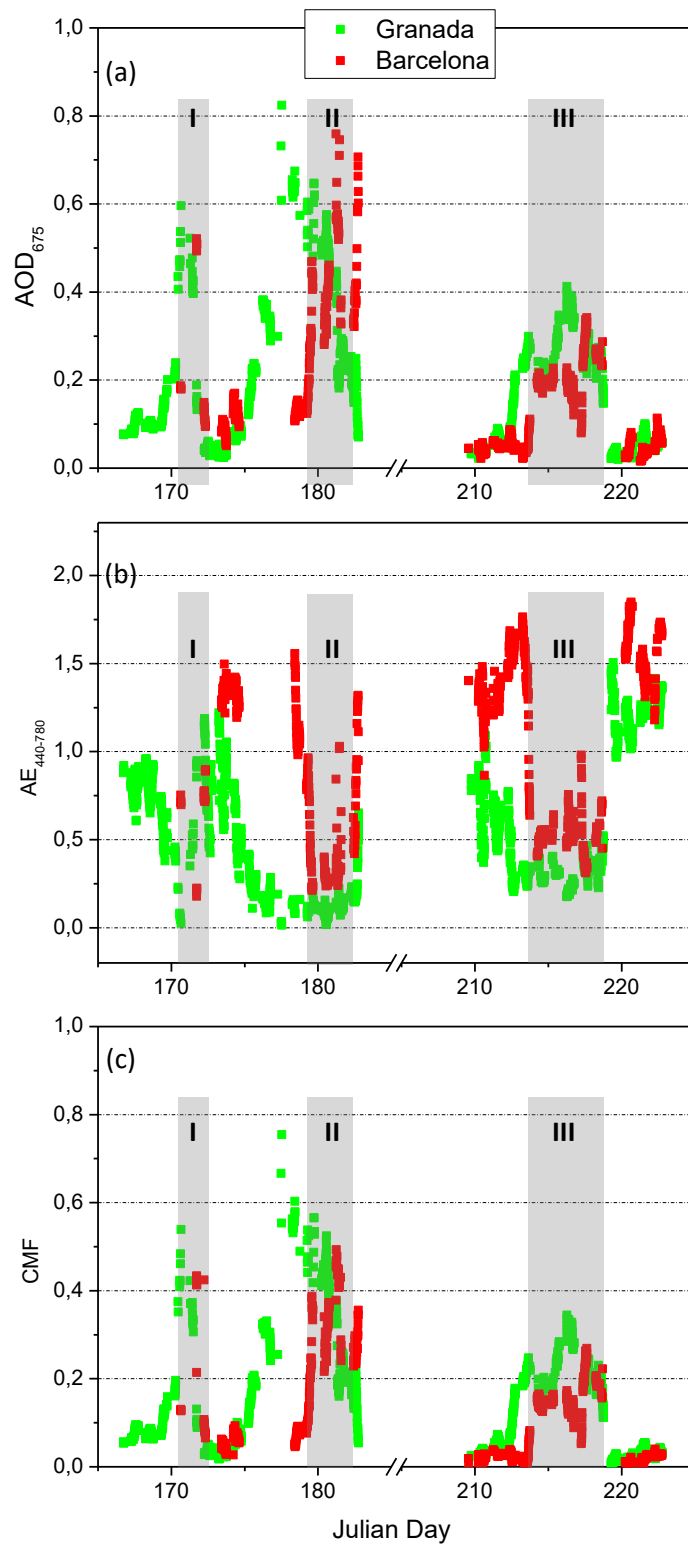 Granada
Barcelona
(a)
I
II
III
1,0
0,8
0,6
0,4
0,2
0,0
AOD675
170
180
210
220
(b)
I
II
III
2,0
1,5
1,0
0,5
0,0
AE440-780
170
180
210
220
(c)
I
II
III
1,0
0,8
0,6
0,4
0,2
0,0
CMF
170
180
210
220
Julian Day